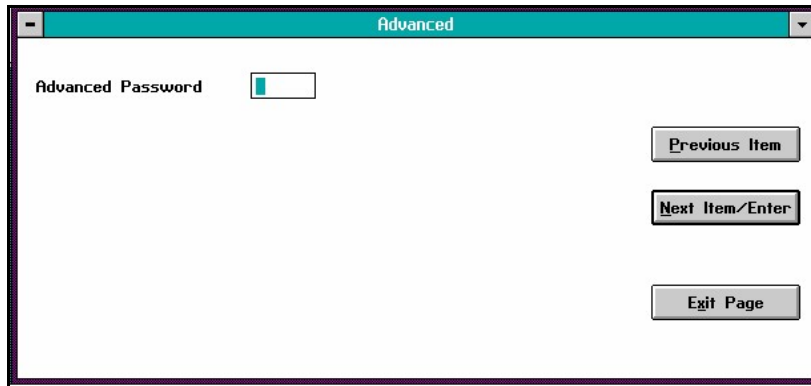 Advanced
Advanced Password
Previous Item
Next Item/Enter
Exit Page